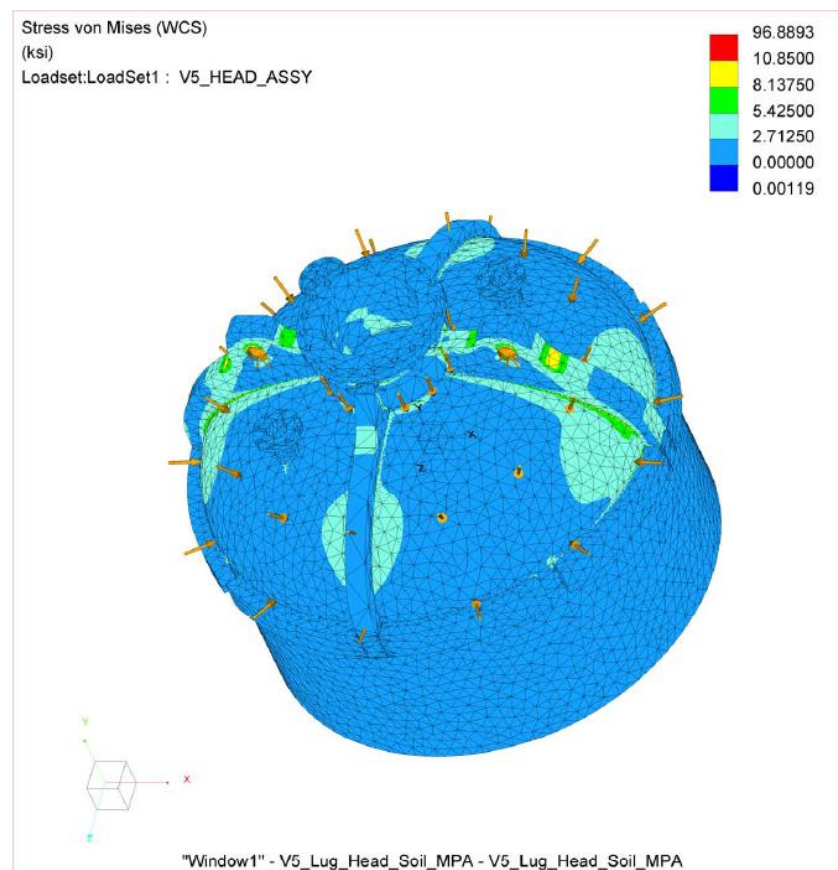 Stress von Mises (WCS)
(ksi)
Loadset:LoadSet1 : V5_HEAD_ASSY
96.8893
10.8500
8.13750
5.42500
2.71250
0.00000
0.00119
Y
X
Z
Y
X
Z
"Window1" - V5_Lug_Head_Soil_MPA - V5_Lug_Head_Soil_MPA